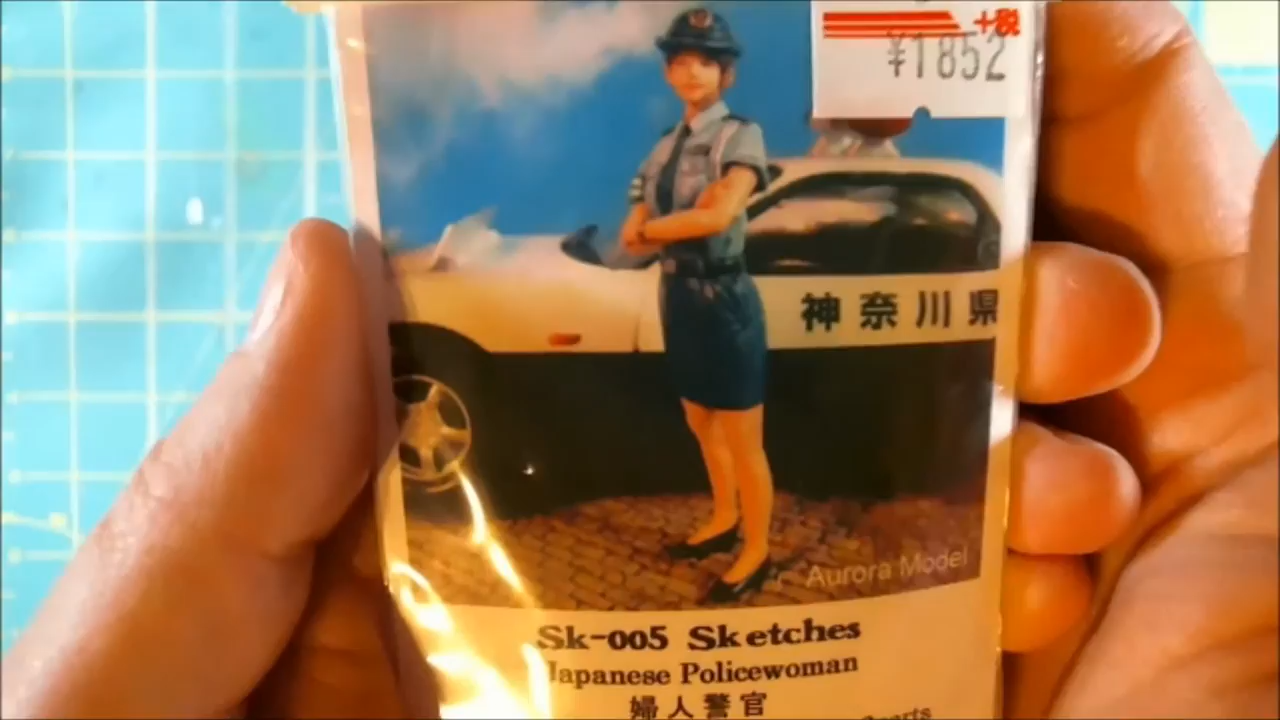 +税
¥1852
神奈川県
Aurora Model
Sk-005 Sketches
Japanese Policewoman
婦人警官